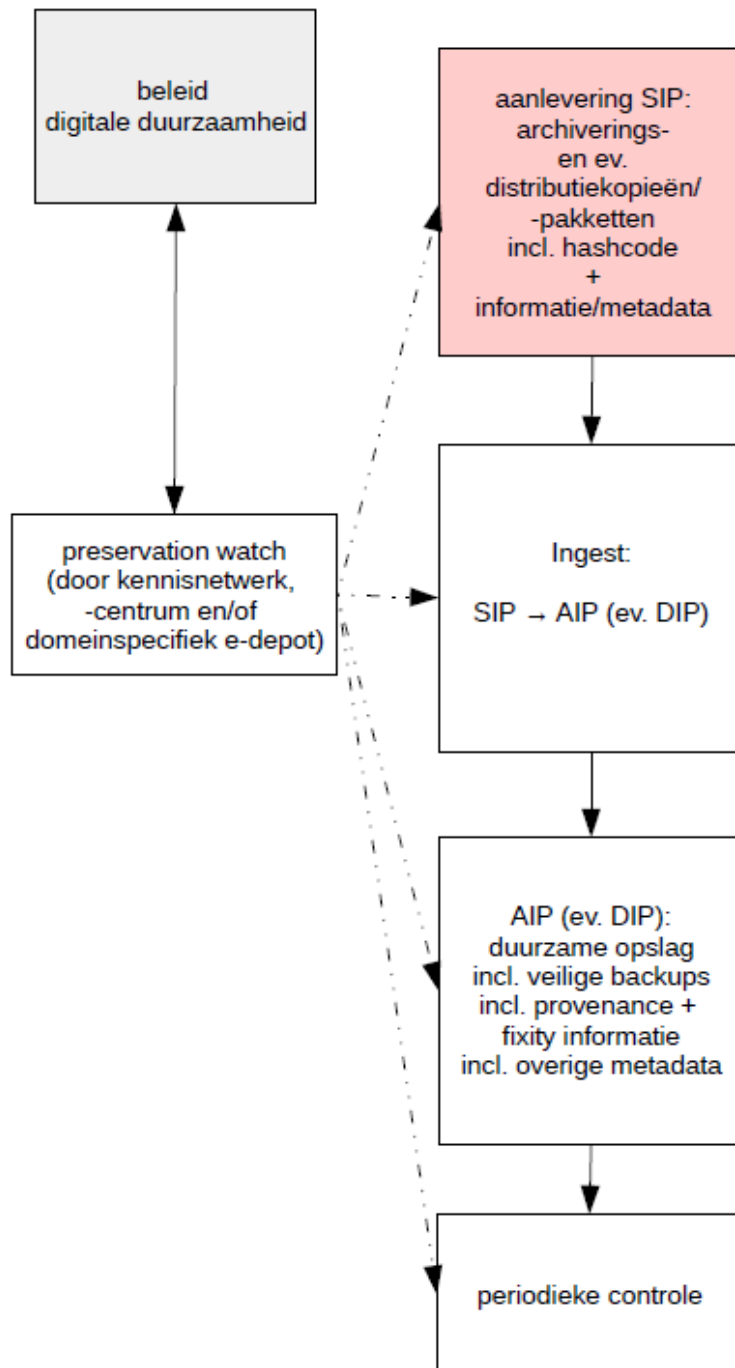 beleid
digitale duurzaamheid
aanlevering SIP:
archiverings-
en ev.
distributiekopieën/
-pakketten
incl. hashcode
+
informatie/metadata
preservation watch
(door kennisnetwerk,
-centrum en/of
domeinspecifiek e-depot)
Ingest:
SIP → AIP (ev. DIP)
AIP (ev. DIP):
duurzame opslag
incl. veilige backups
incl. provenance +
fixity informatie
incl. overige metadata
periodieke controle